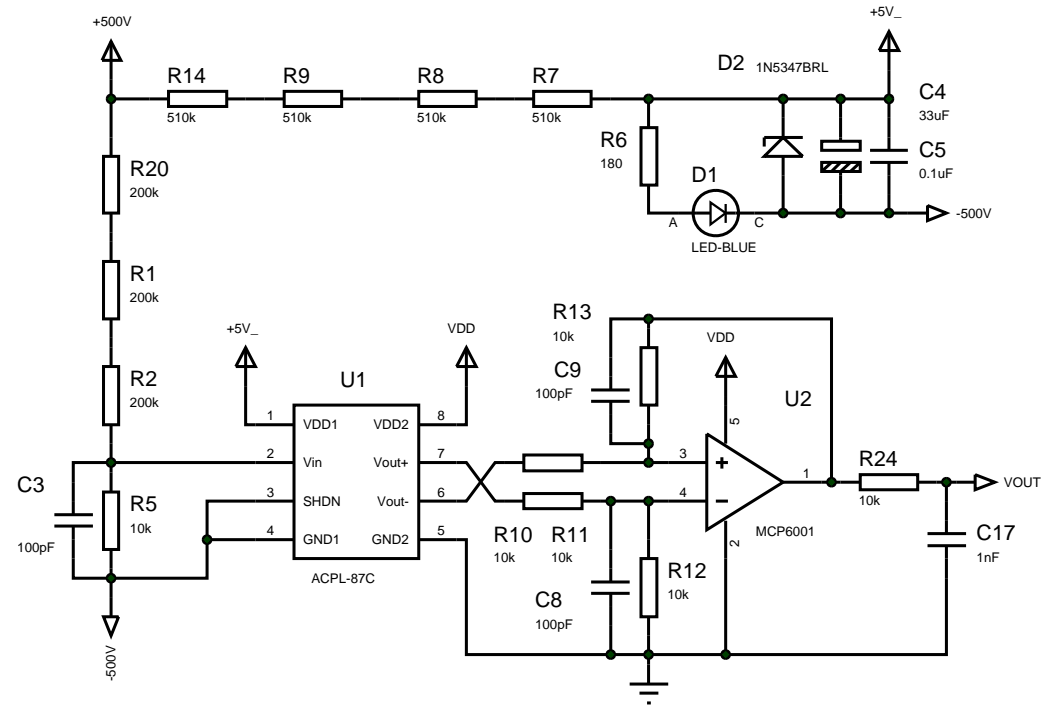 +500V
+5V_
D2 1N5347BRL
R14
510k
R9
510k
R8
510k
R7
510k
C4
33uF
R6
180
C5
0.1uF
R20
200k
D1
A
C
LED-BLUE
-500V
R1
200k
R13
10k
+5V_
VDD
VDD
C9
100pF
R2
200k
U1
U2
1
VDD1
VDD2
8
5
2
Vin
Vout+
7
3
+
C3
100pF
R5
10k
3
SHDN
Vout-
6
4
−
1
R24
10k
VOUT
4
GND1
GND2
5
R10
10k
R11
10k
MCP6001
2
C17
1nF
ACPL-87C
R12
10k
C8
100pF
-500V